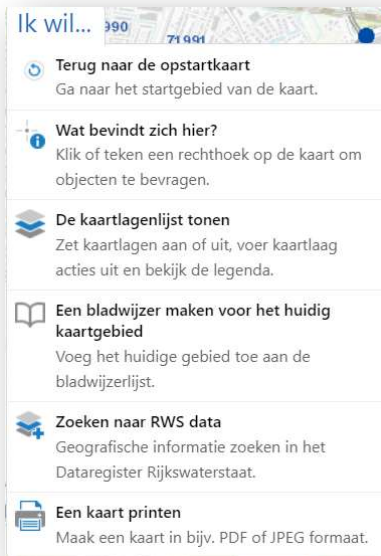 Ik wil...
990
71 991
Terug naar de opstartkaart
Ga naar het startgebied van de kaart.
Wat bevindt zich hier?
Klik of teken een rechthoek op de kaart om
objecten te bevragen.
De kaartlagenlijst tonen
Zet kaartlagen aan of uit, voer kaartlaag
acties uit en bekijk de legenda.
Een bladwijzer maken voor het huidig
kaartgebied
Voeg het huidige gebied toe aan de
bladwijzerlijst.
Zoeken naar RWS data
Geografische informatie zoeken in het
Dataregister Rijkswaterstaat.
Een kaart printen
Maak een kaart in bijv. PDF of JPEG formaat.